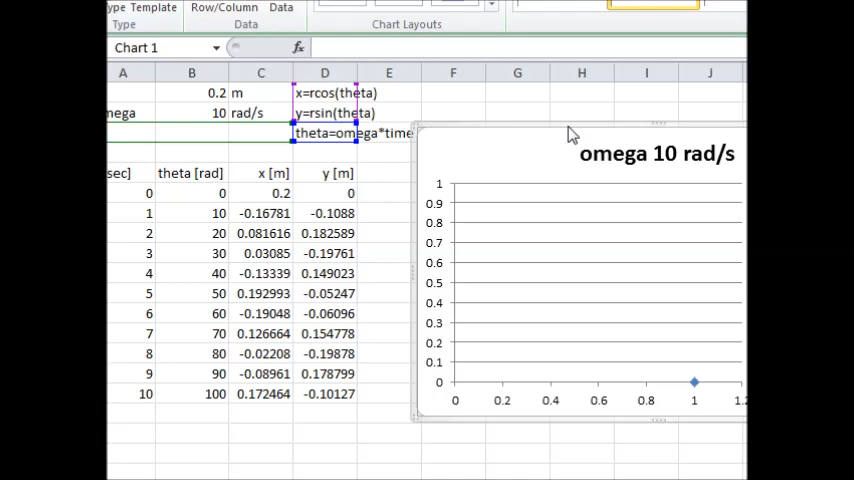 ype Template
Row/Column
Data
Type
Data
Chart Layouts
Chart 1
fx
A B C D E F G H I J
0.2 m x=rcos(theta)
mega 10 rad/s y=rsin(theta)
theta=omega*time
sec] theta [rad] x [m] y [m]
0 0 0.2 0
1 10 -0.16781 -0.1088
2 20 0.081616 0.182589
3 30 0.03085 -0.19761
4 40 -0.13339 0.149023
5 50 0.192993 -0.05247
6 60 -0.19048 -0.06096
7 70 0.126664 0.154778
8 80 -0.02208 -0.19878
9 90 -0.08961 0.178799
10 100 0.172464 -0.10127
omega 10 rad/s
1
0.9
0.8
0.7
0.6
0.5
0.4
0.3
0.2
0.1
0
0 0.2 0.4 0.6 0.8 1 1.2